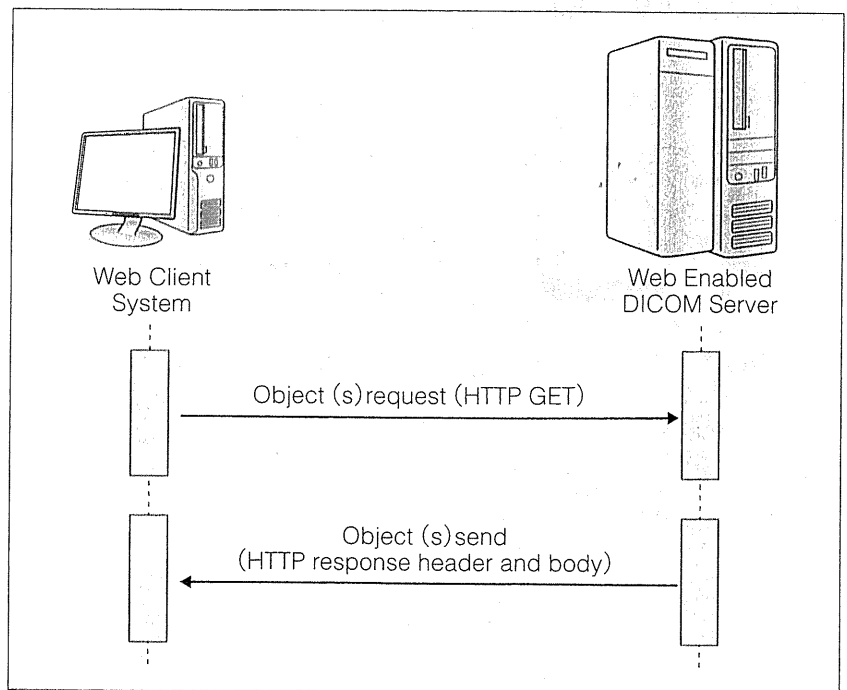 Web Client
System
Web Enabled
DICOM Server
Object (s) request (HTTP GET)
Object (s) send
(HTTP response header and body)